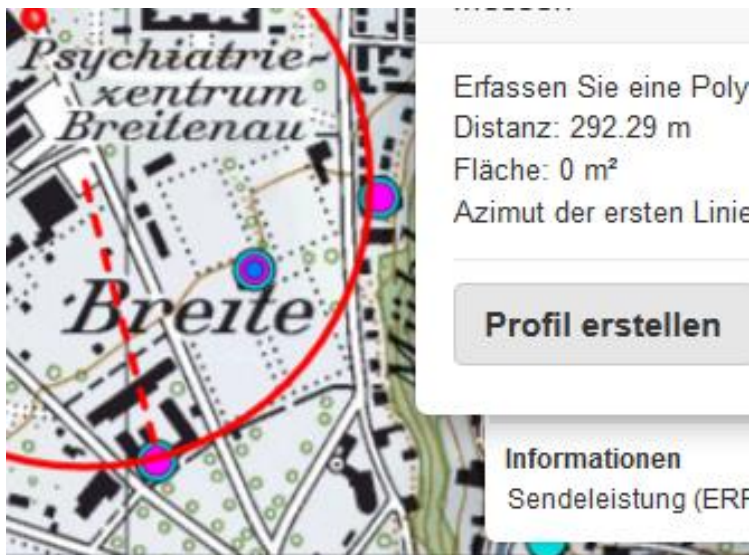 Psychiatrie-
zentrum
Breitenau
Breite
Erfassen Sie eine Poly
Distanz: 292.29 m
Fläche: 0 m²
Azimut der ersten Linie
Profil erstellen
Informationen
Sendeleistung (ERP